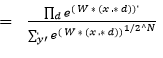 = ∏d e^( W * (x,* d))'
∑y' e^( W * (x,* d))^1/2^N